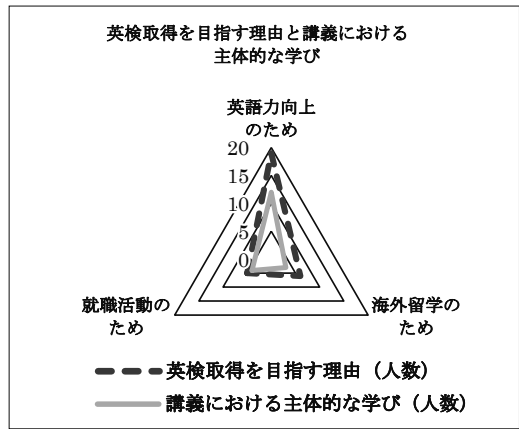 英検取得を目指す理由と講義における
主体的な学び
英語力向上
のため
20
15
10
5
0
就職活動の
ため
海外留学の
ため
英検取得を目指す理由（人数）
講義における主体的な学び（人数）